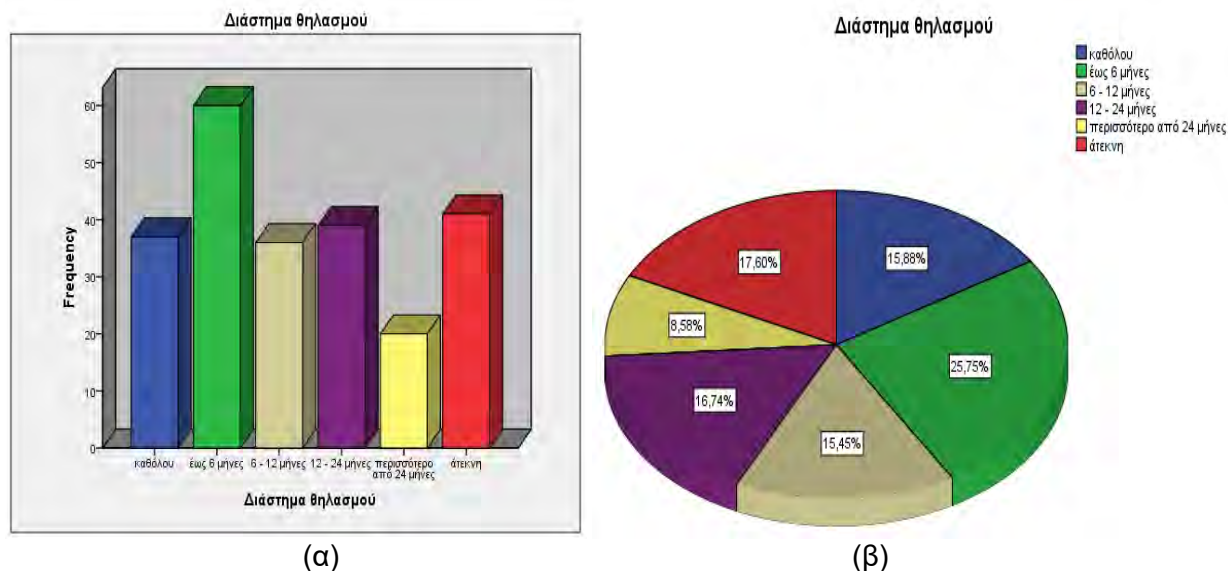 Διάστημα θηλασμού
Frequency
60
50
40
30
20
10
0
καθόλου
έως 6 μήνες
6 - 12 μήνες
12 - 24 μήνες
περισσότερο
από 24 μήνες
άτεκνη
Διάστημα θηλασμού
(α)
Διάστημα θηλασμού
καθόλου
έως 6 μήνες
6 - 12 μήνες
12 - 24 μήνες
περισσότερο από 24 μήνες
άτεκνη
17,60%
15,88%
8,58%
25,75%
16,74%
15,45%
(β)